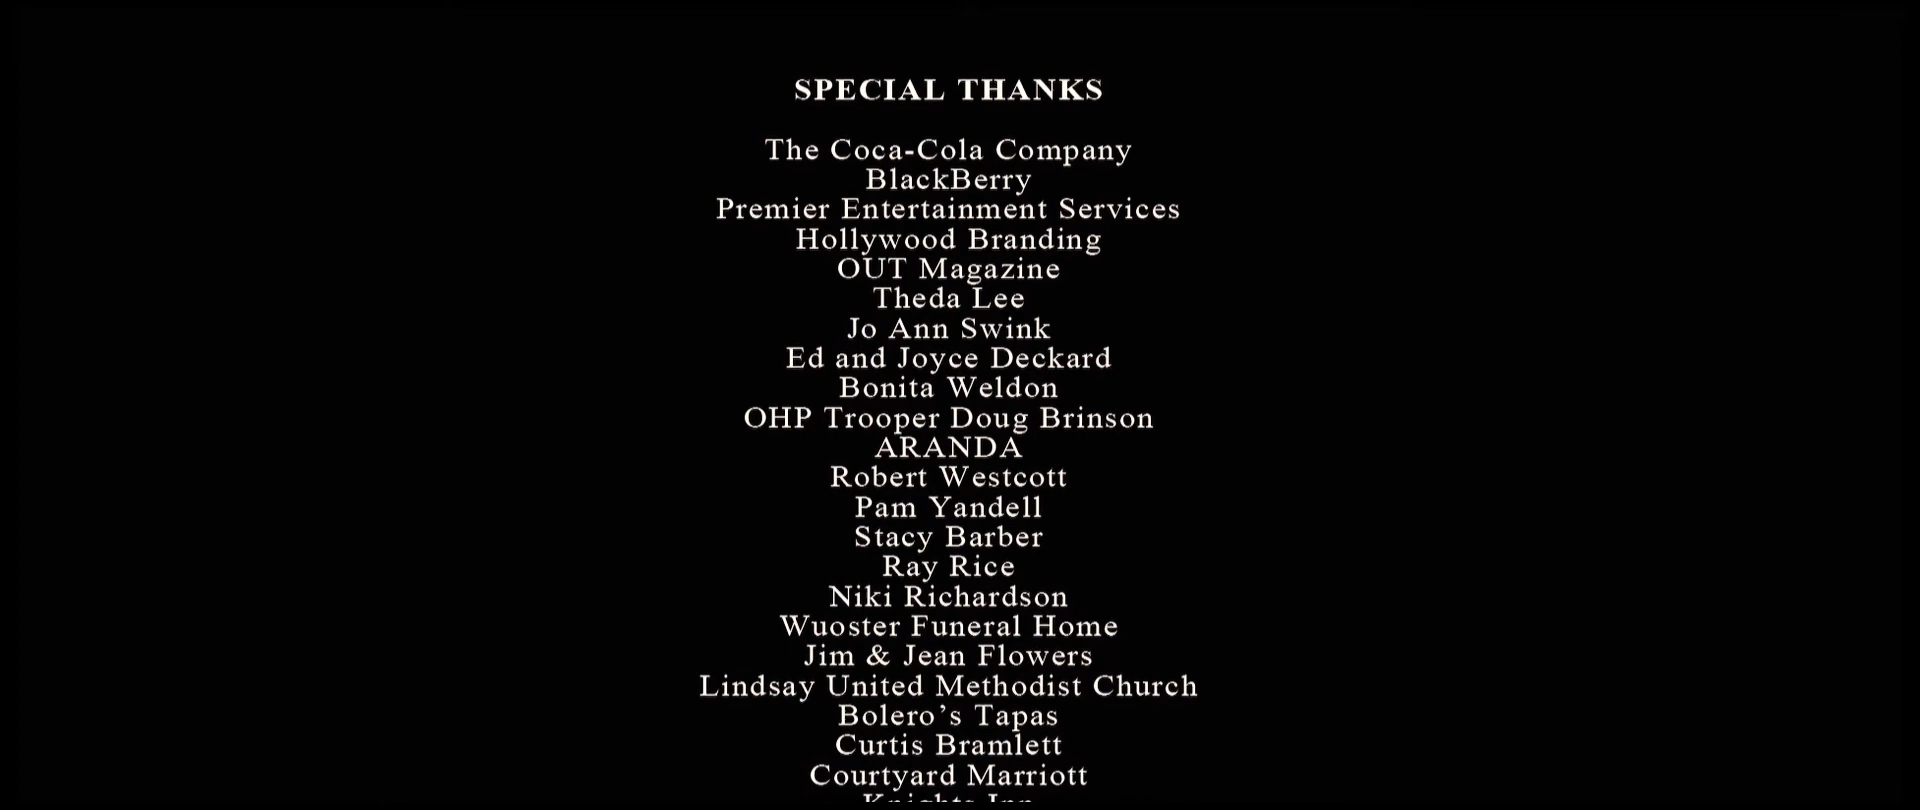 SPECIAL THANKS
The Coca-Cola Company
BlackBerry
Premier Entertainment Services
Hollywood Branding
OUT Magazine
Theda Lee
Jo Ann Swink
Ed and Joyce Deckard
Bonita Weldon
OHP Trooper Doug Brinson
ARANDA
Robert Westcott
Pam Yandell
Stacy Barber
Ray Rice
Niki Richardson
Wuoster Funeral Home
Jim & Jean Flowers
Lindsay United Methodist Church
Bolero’s Tapas
Curtis Bramlett
Courtyard Marriott
Knights Inn